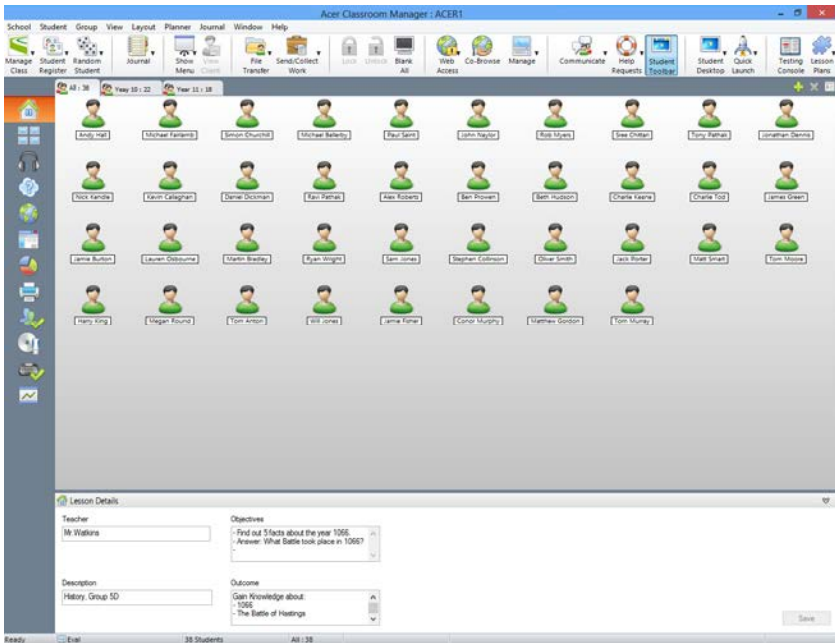 Acer Classroom Manager : ACER1
School Student Group View Layout Planner Journal Window Help
Manage Class
Student Register
Random Student
Journal
Show Menu
View Client
File Transfer
Send/Collect Work
Lock
Unlock
Blank All
Web Access
Co-Browse
Manage
Communicate
Help Requests
Student Toolbar
Student Desktop
Quick Launch
Testing Console
Lesson Plans
All : 38
Yeay 10 : 22
Year 11 : 18
Andy Hall
Michael Fairlamb
Simon Churchill
Michael Ballerby
Paul Saint
John Naylor
Rob Myers
Sree Chittan
Tony Pathak
Jonathan Dennis
Nick Kendle
Kevin Callaghan
Daniel Dickman
Ravi Pathak
Alex Roberts
Ben Prowen
Beth Hudson
Charlie Keene
Charlie Tod
James Green
Jamie Burton
Lauren Osbourne
Martin Bradley
Ryan Wright
Sam Jones
Stephen Collinson
Oliver Smith
Jack Porter
Matt Smart
Tom Moore
Harry King
Megan Round
Tom Anton
Will Jones
Jamie Fisher
Conor Murphy
Matthew Gordon
Tom Murray
Lesson Details
Teacher
Mr.Watkins
Objectives
- Find out 5 facts about the year 1066.
- Answer: What Battle took place in 1066?
-
Description
History, Group 5D
Outcome
Gain Knowledge about:
- 1066
- The Battle of Hastings
Save
Ready
Eval
38 Students
All : 38